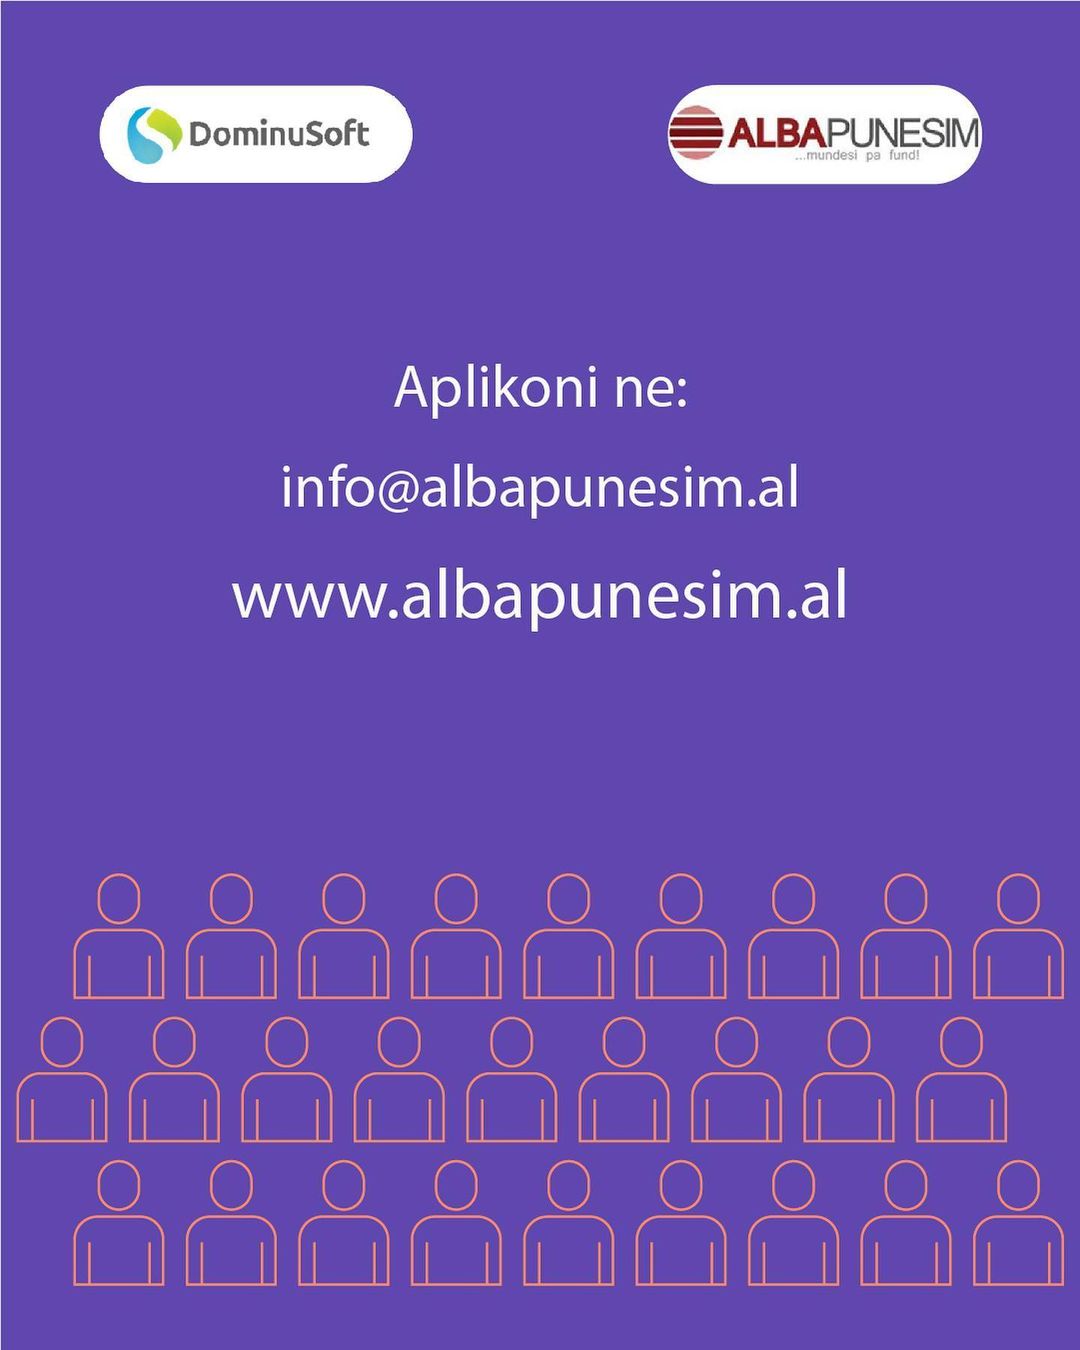 DominuSoft
ALBAPUNESIM
...mundesi pa fund!
Aplikoni ne:
info@albapunesim.al
www.albapunesim.al